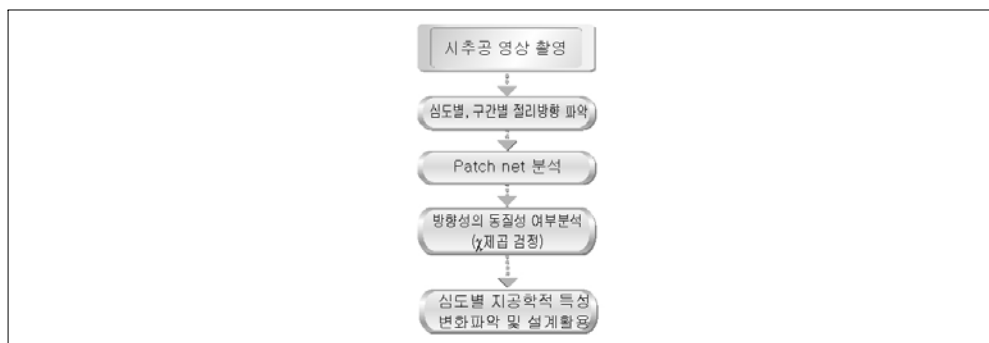 시추공 영상 촬영
심도별, 구간별 절리방향 파악
Patch net 분석
방향성의 동질성 여부분석
(χ제곱 검정)
심도별 지공학적 특성
변화파악 및 설계활용